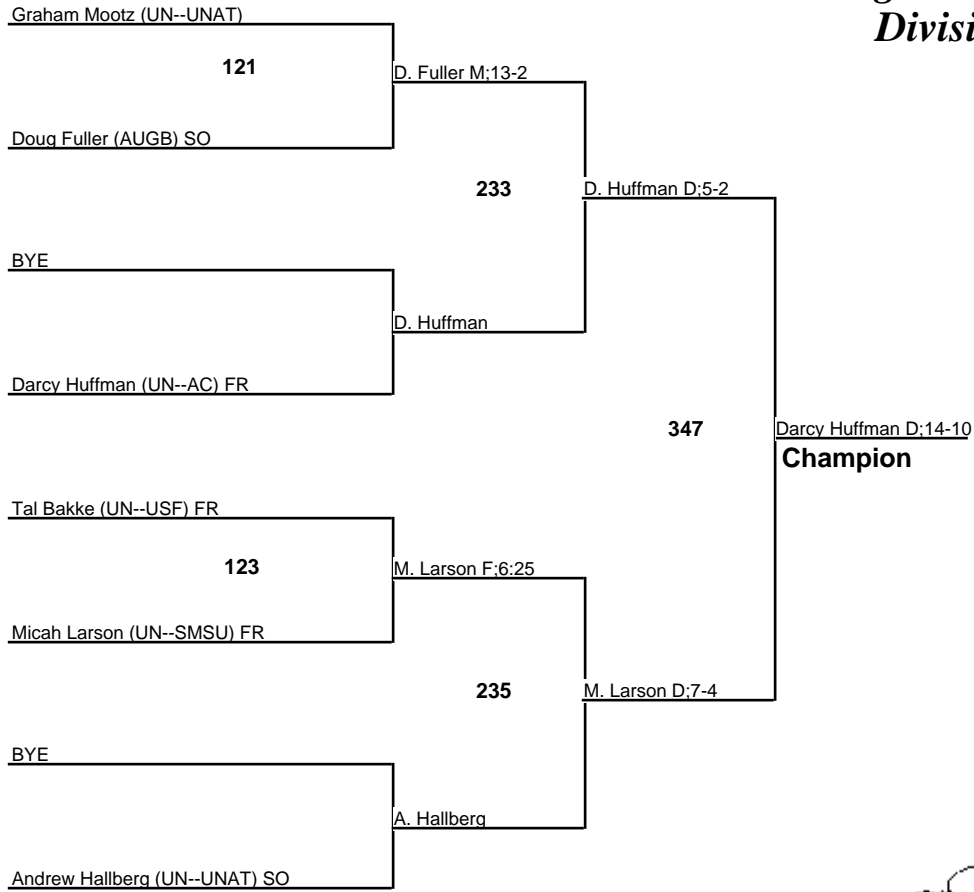 Graham Mootz (UN--UNAT)
Divisi
121
D. Fuller M;13-2
Doug Fuller (AUGB) SO
233
D. Huffman D;5-2
BYE
D. Huffman
Darcy Huffman (UN--AC) FR
347
Darcy Huffman D;14-10
Champion
Tal Bakke (UN--USF) FR
123
M. Larson F;6:25
Micah Larson (UN--SMSU) FR
235
M. Larson D;7-4
BYE
A. Hallberg
Andrew Hallberg (UN--UNAT) SO